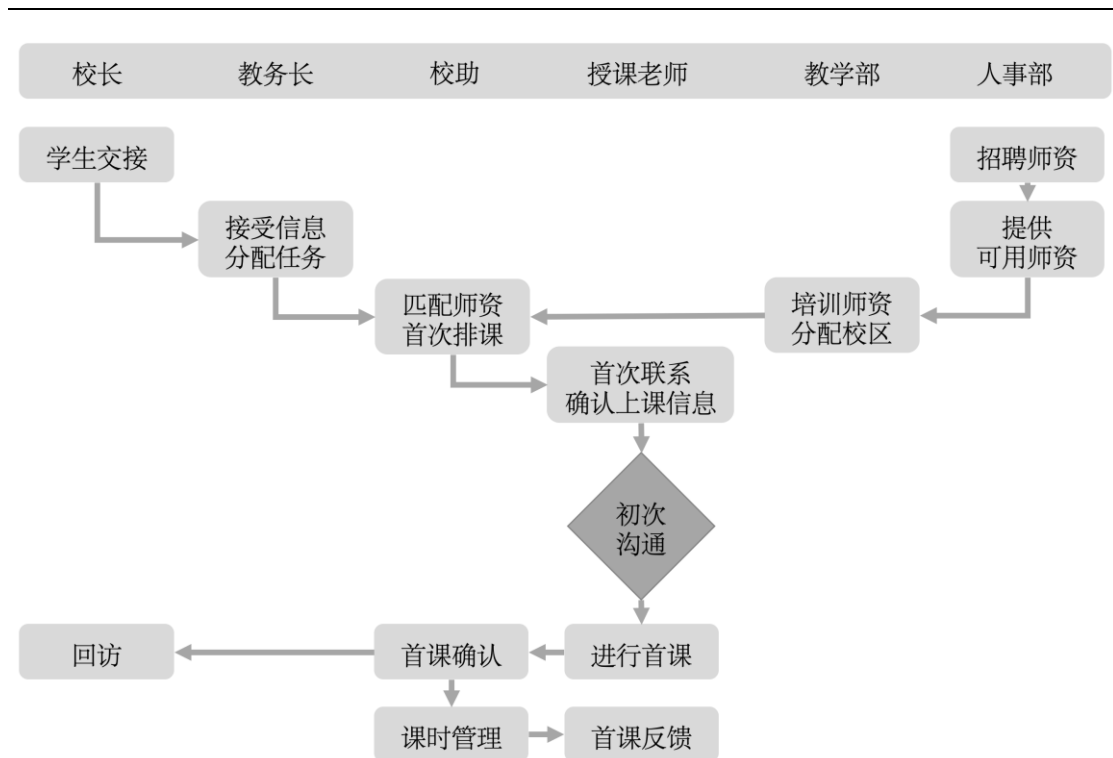 校长 教务长 校助 授课老师 教学部 人事部
学生交接
招聘师资
接受信息
分配任务
提供
可用师资
匹配师资
首次排课
培训师资
分配校区
首次联系
确认上课信息
初次
沟通
回访
首课确认
进行首课
课时管理
首课反馈